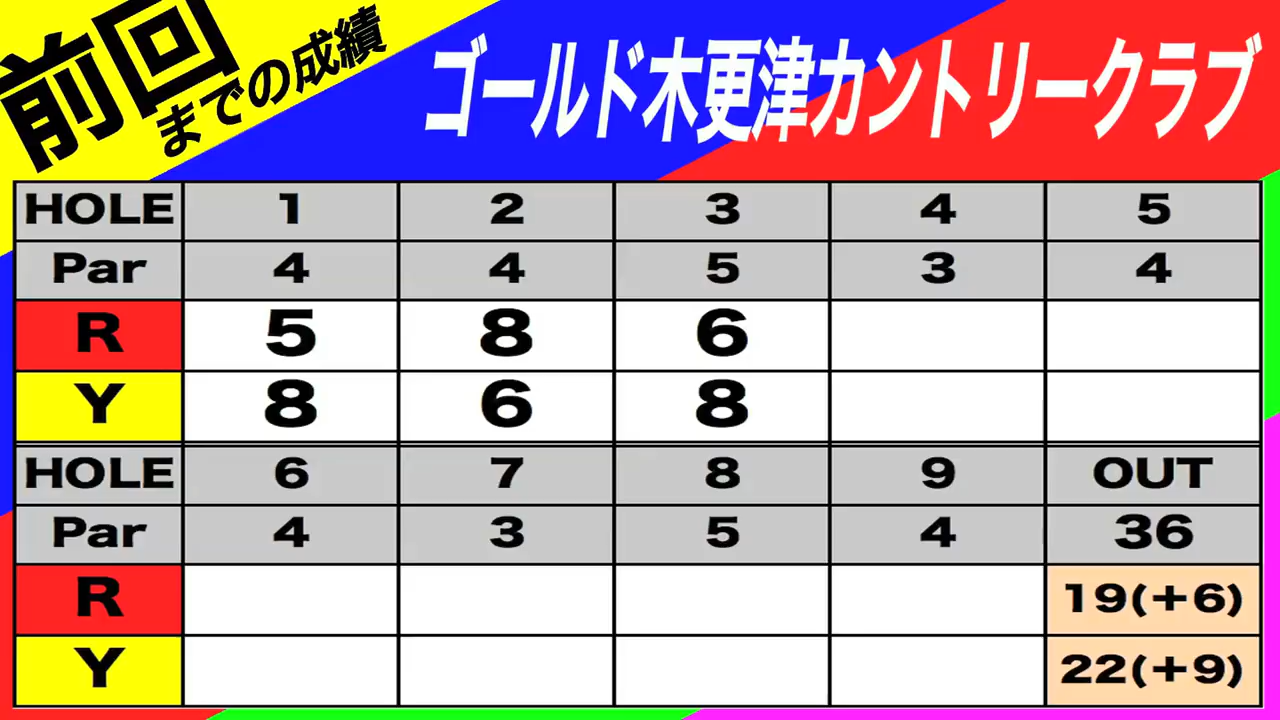 前回
までの成績
ゴールド木更津カントリークラブ
HOLE 1 2 3 4 5
Par 4 4 5 3 4
R 5 8 6
Y 8 6 8
HOLE 6 7 8 9 OUT
Par 4 3 5 4 36
R 19(+6)
Y 22(+9)